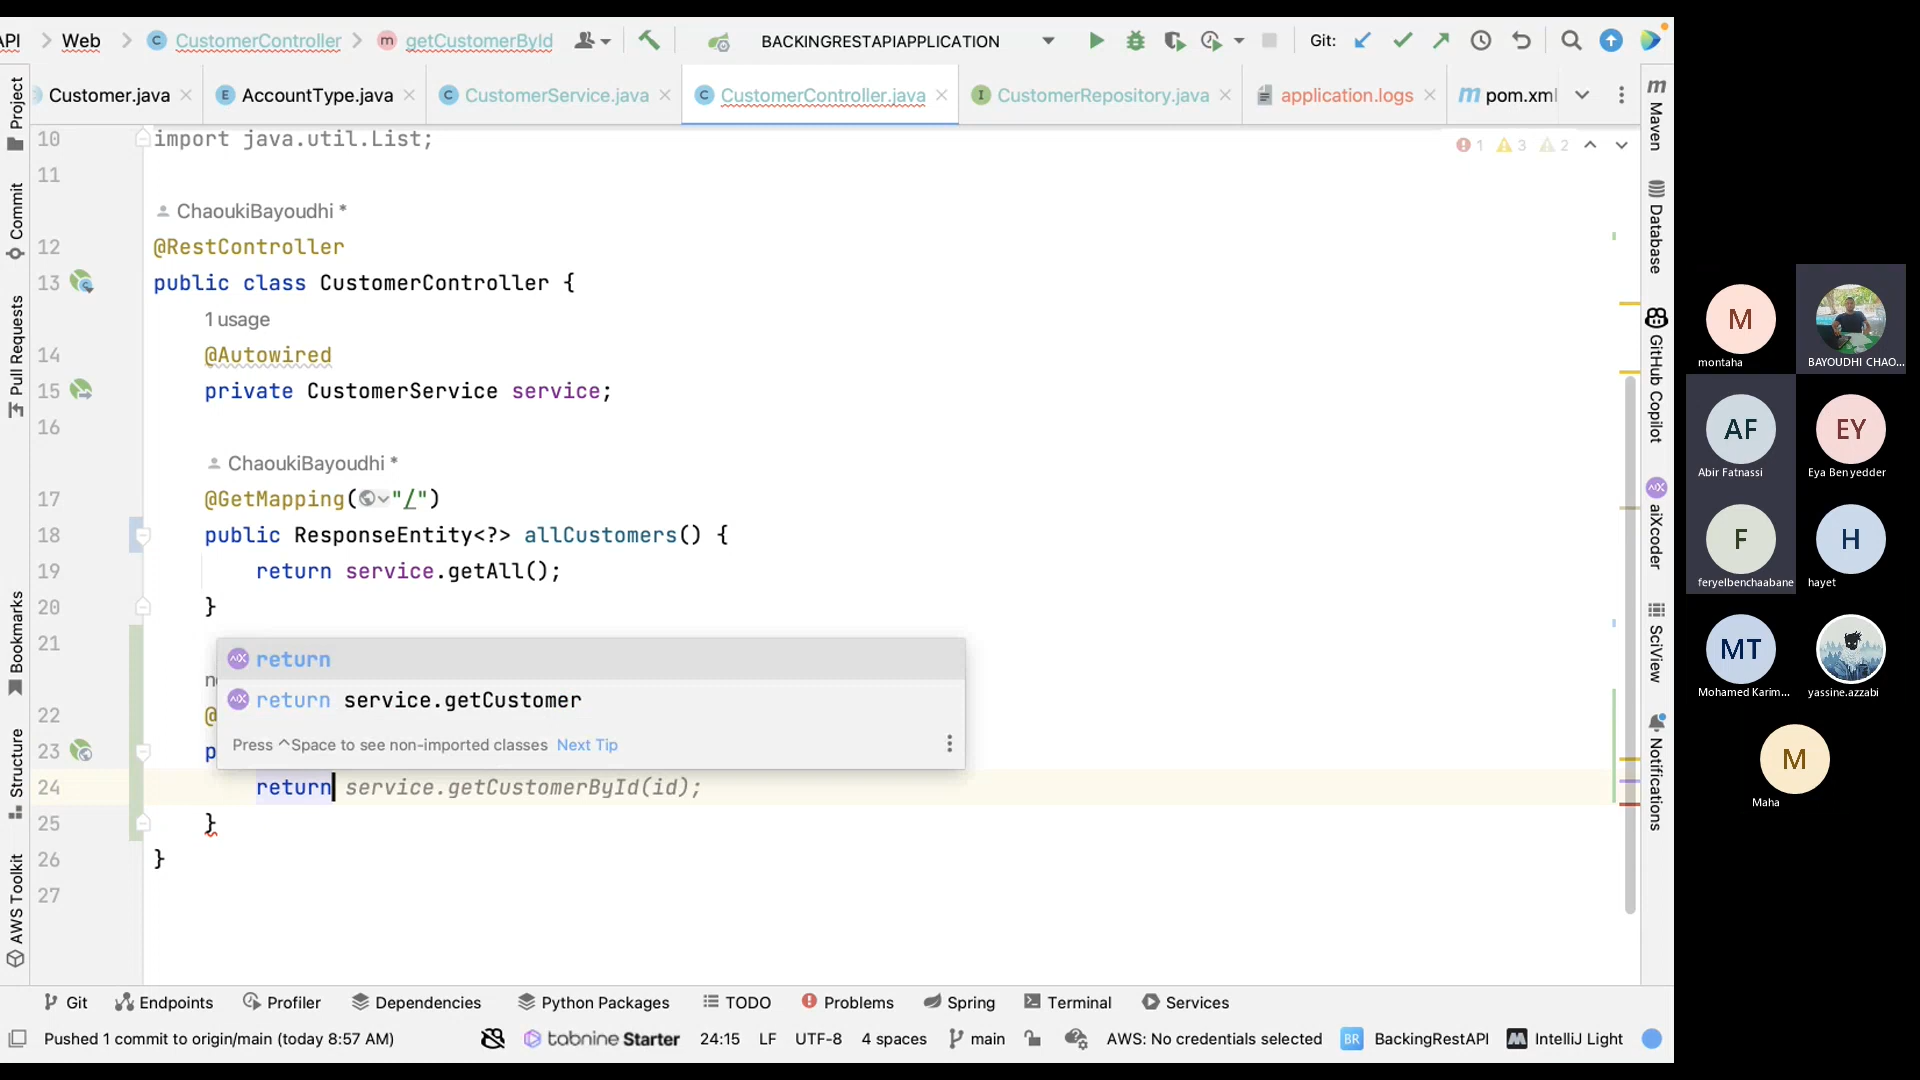 API > Web > CustomerController > m getCustomerById
BACKINGRESTAPIAPPLICATION
Git:
Customer.java
AccountType.java
CustomerService.java
CustomerController.java
CustomerRepository.java
application.logs
pom.xml
Project
Commit
Pull Requests
Bookmarks
Structure
AWS Toolkit
1 3 2
10 import java.util.List;
11
ChaoukiBayoudhi *
12 @RestController
13 public class CustomerController {
1 usage
14 @Autowired
15 private CustomerService service;
16
ChaoukiBayoudhi *
17 @GetMapping("/")
18 public ResponseEntity<?> allCustomers() {
19 return service.getAll();
20 }
21
return
return service.getCustomer
Press ^Space to see non-imported classes Next Tip
22 @
23 p
24 return service.getCustomerById(id);
25 }
26 }
27
Maven
Database
GitHub Copilot
aiXcoder
SciView
Notifications
Git
Endpoints
Profiler
Dependencies
Python Packages
TODO
Problems
Spring
Terminal
Services
Pushed 1 commit to origin/main (today 8:57 AM)
tabnine Starter
24:15
LF
UTF-8
4 spaces
main
AWS: No credentials selected
BR BackingRestAPI
IntelliJ Light
M
montaha
BAYOUDHI CHAO...
AF
Abir Fatnassi
EY
Eya Ben yedder
F
feryelbenchaabane
H
hayet
MT
Mohamed Karim...
yassine.azzabi
M
Maha